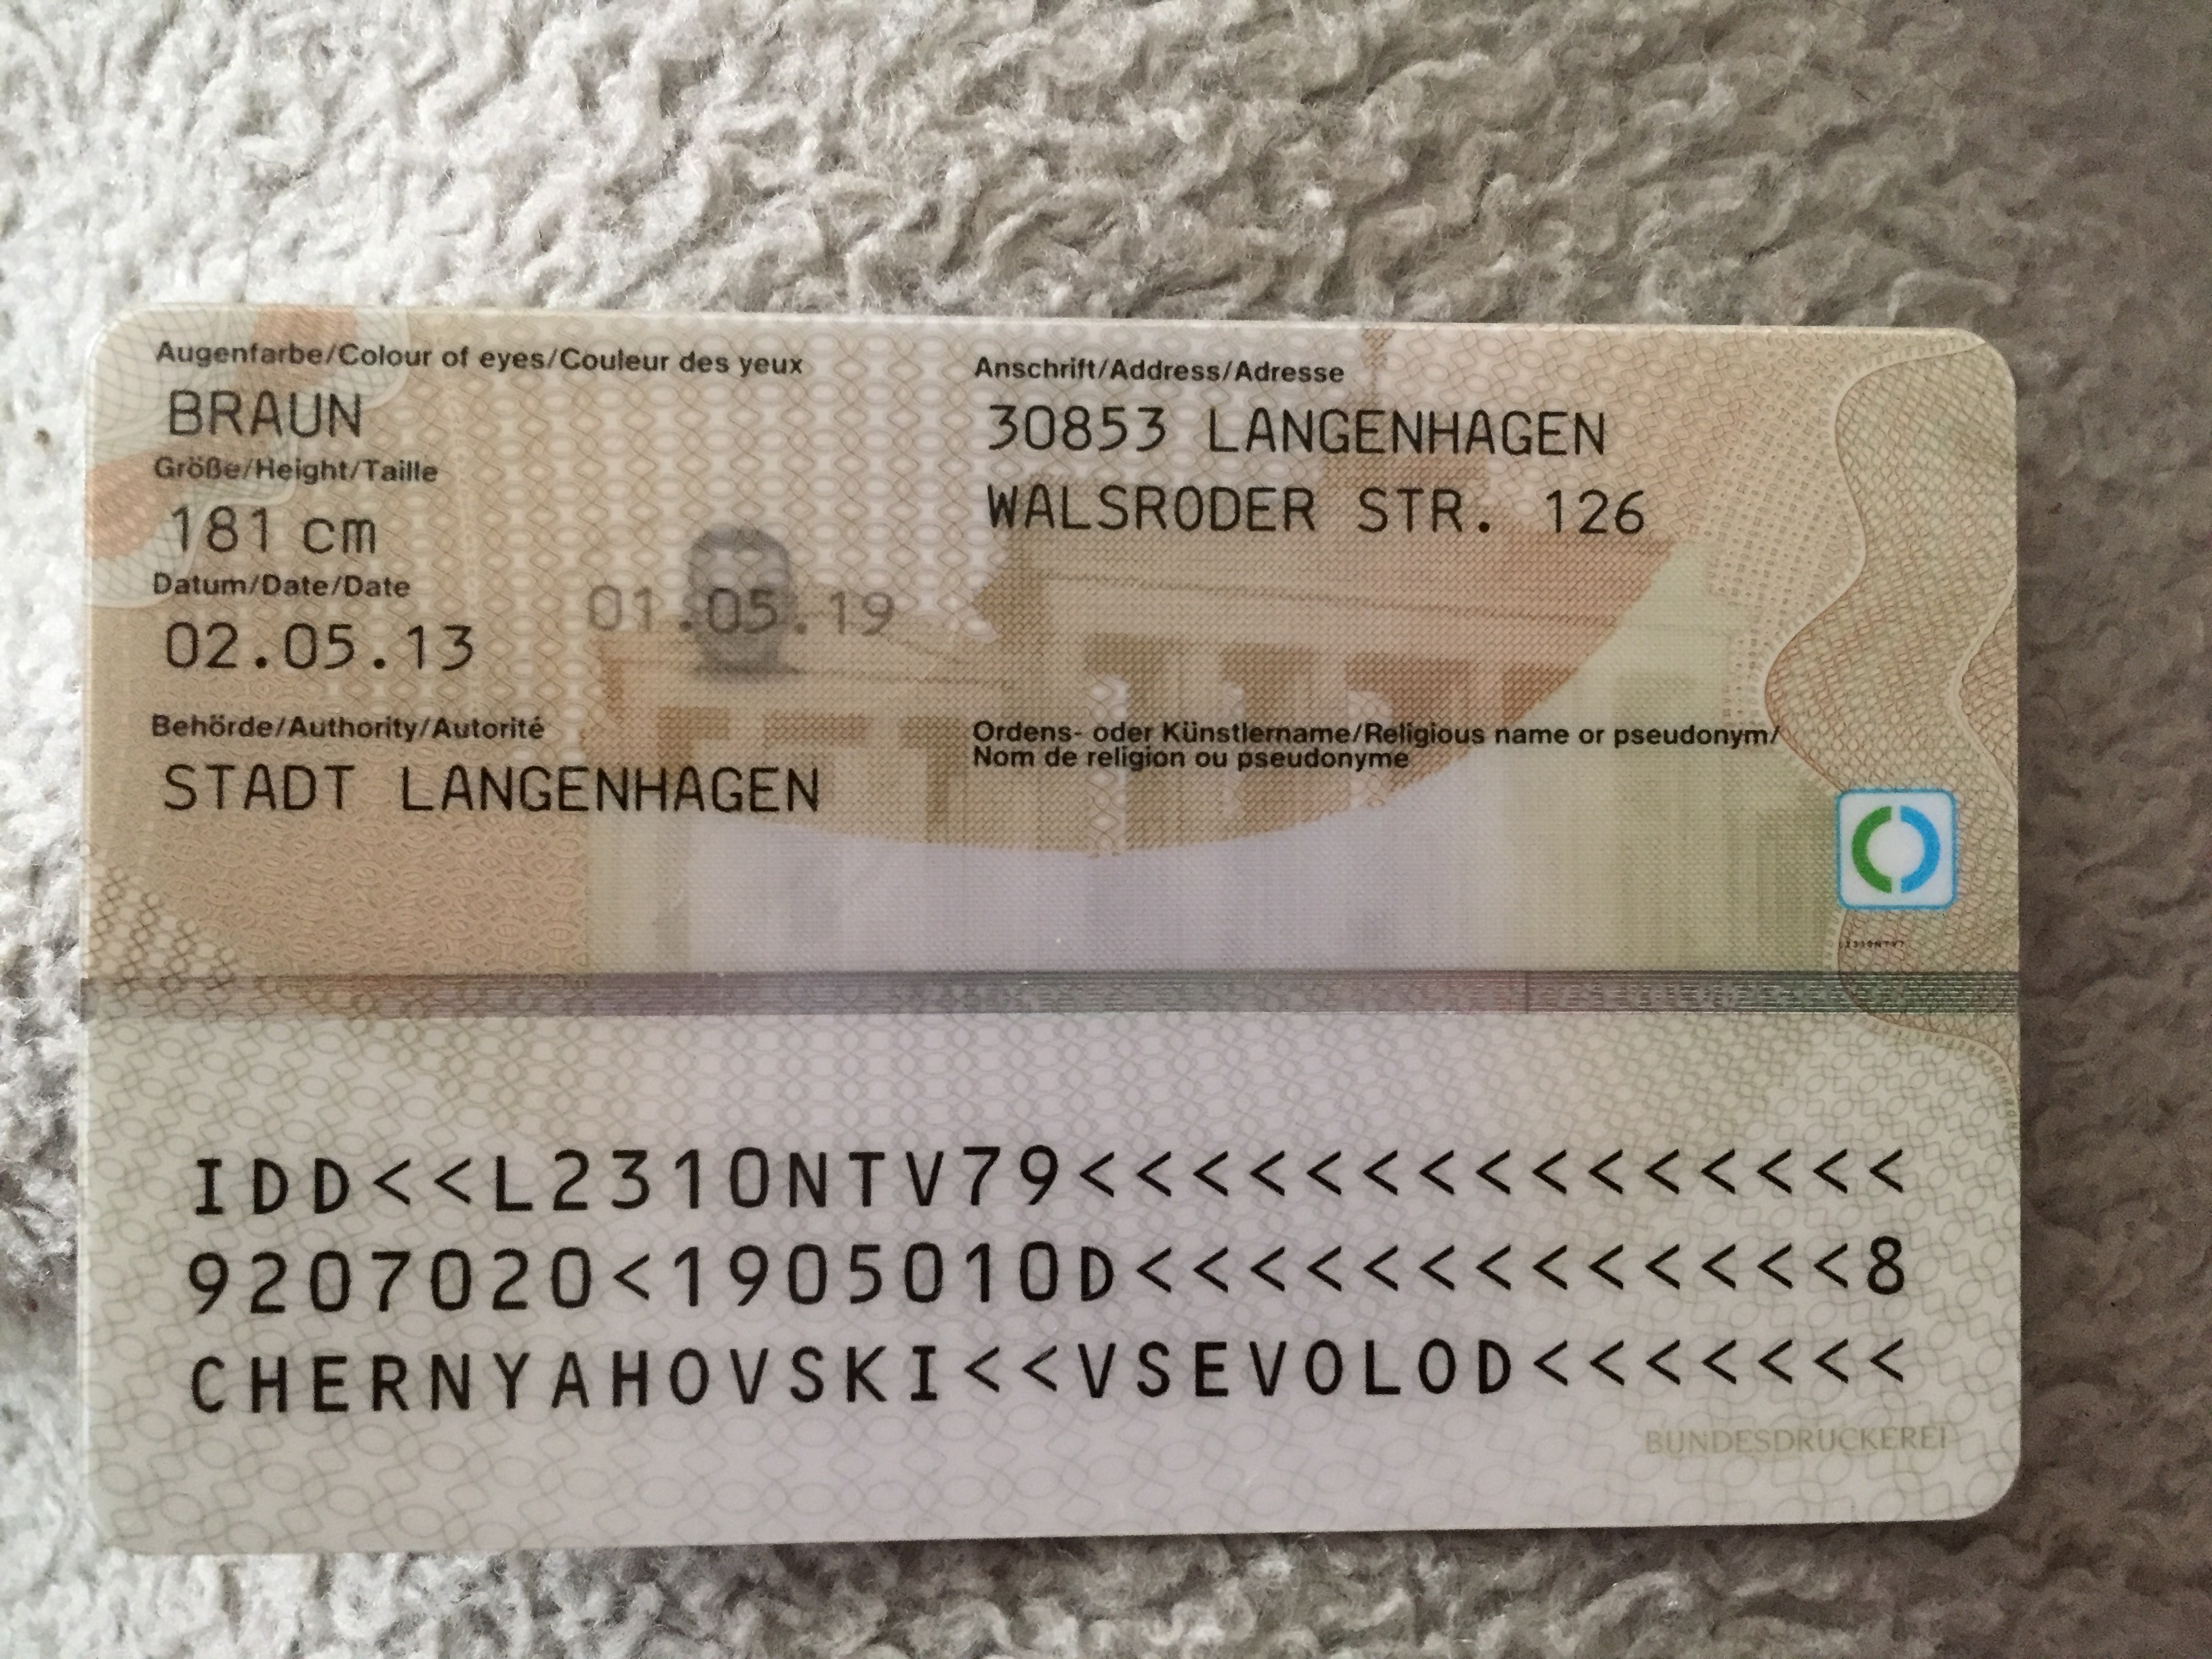 Augenfarbe/Colour of eyes/Couleur des yeux
BRAUN
Größe/Height/Taille
181 cm
Datum/Date/Date
02.05.13
01.05.19
Behörde/Authority/Autorité
STADT LANGENHAGEN
Anschrift/Address/Adresse
30853 LANGENHAGEN
WALSRODER STR. 126
Ordens- oder Künstlername/Religious name or pseudonym/
Nom de religion ou pseudonyme
IDD<<L2310NTV79<<<<<<<<<<<<<<<
9207020<1905010D<<<<<<<<<<<<<8
CHERNYAHOVSKI<<VSEVOLOD<<<<<<<
BUNDESDRUCKEREI